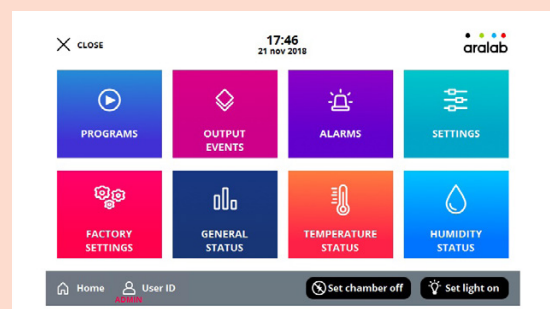 CLOSE
17:46
21 nov 2018
aralab
PROGRAMS
OUTPUT
EVENTS
ALARMS
SETTINGS
FACTORY
SETTINGS
GENERAL
STATUS
TEMPERATURE
STATUS
HUMIDITY
STATUS
Home
User ID
ADMIN
Set chamber off
Set light on